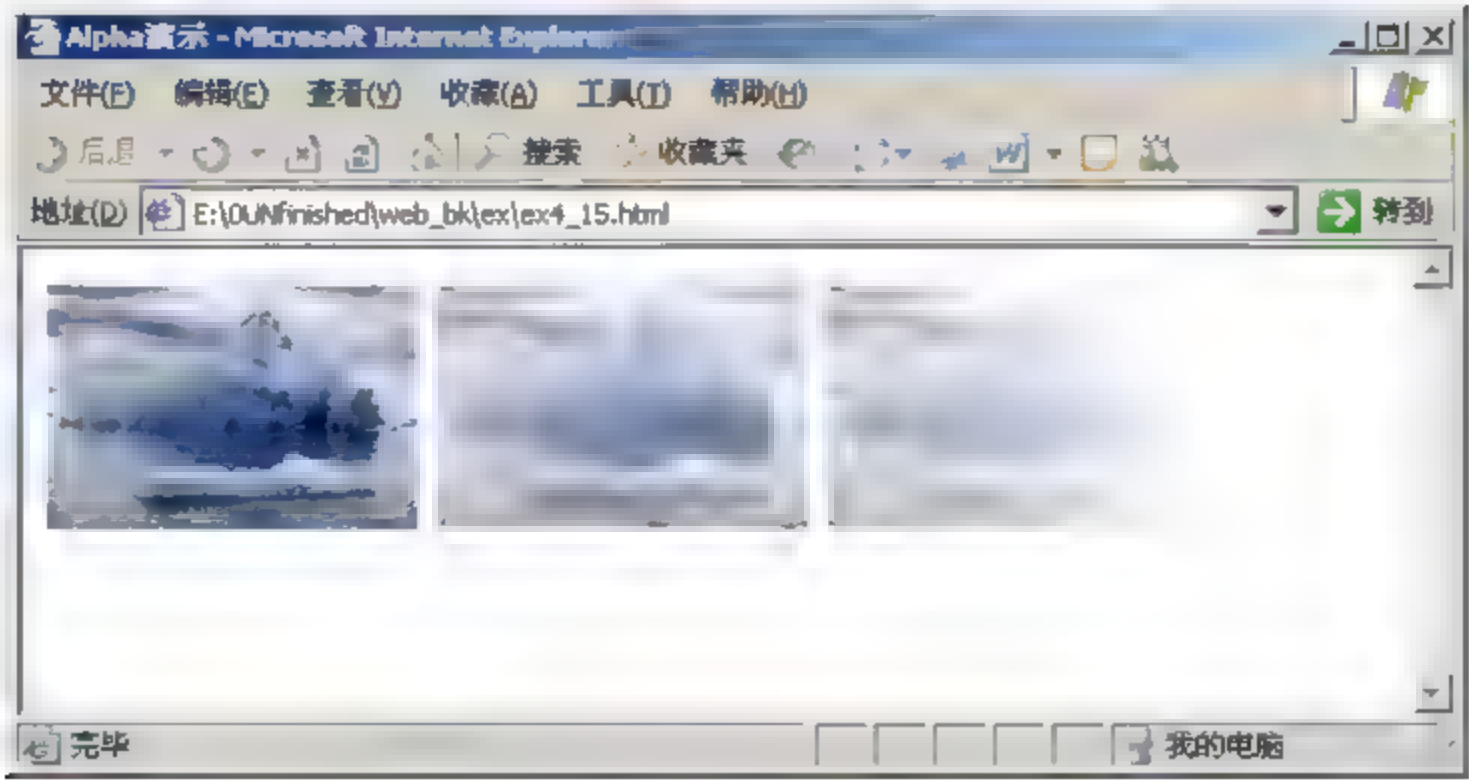 Alpha演示 - Microsoft Internet Explorer
文件(F) 编辑(E) 查看(V) 收藏(A) 工具(T) 帮助(H)
后退 搜索 收藏夹
地址(D) E:\0UNfinished\web_bk\ex\ex4_15.html 转到
完毕 我的电脑